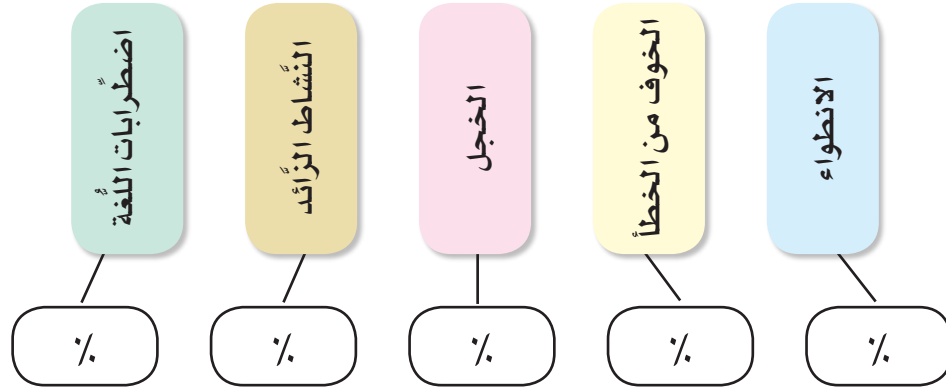 الانطواء
الخوف من الخطأ
الخجل
النَّشاط الزَّائد
اضطِّرابات اللُّغة
٪
٪
٪
٪
٪